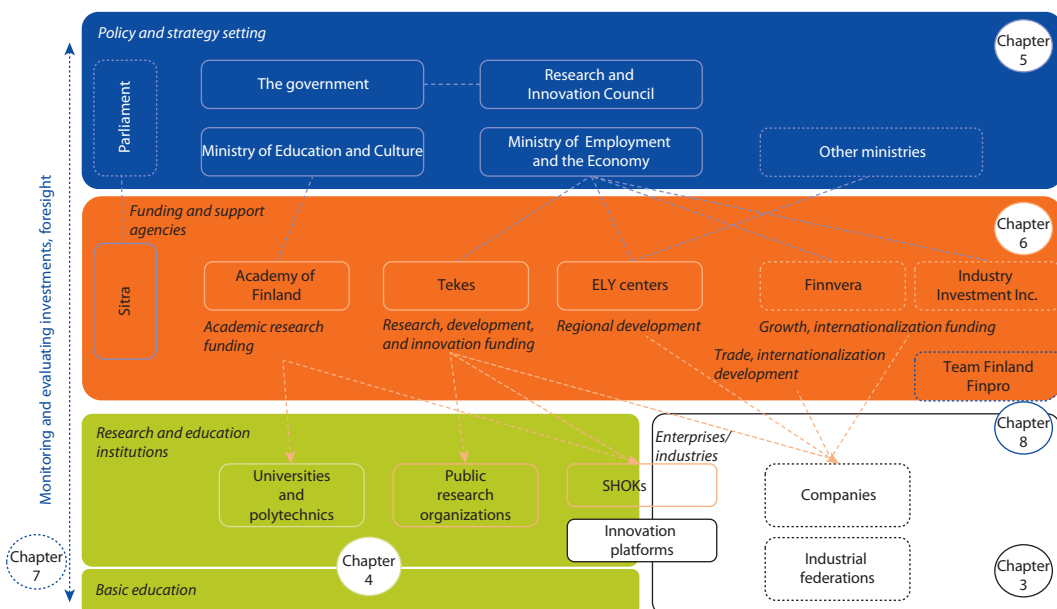 Policy and strategy setting
Chapter
5
Parliament
The government
Research and
Innovation Council
Ministry of Education and Culture
Ministry of Employment
and the Economy
Other ministries
Monitoring and evaluating investments, foresight
Funding and support
agencies
Chapter
6
Sitra
Academy of
Finland
Tekes
ELY centers
Finnvera
Industry
Investment Inc.
Academic research
funding
Research, development,
and innovation funding
Regional development
Growth, internationalization funding
Trade, internationalization
development
Team Finland
Finpro
Chapter
8
Research and education
institutions
Enterprises/
industries
Universities
and
polytechnics
Public
research
organizations
SHOKs
Companies
Innovation
platforms
Industrial
federations
Chapter
7
Chapter
4
Chapter
3
Basic education